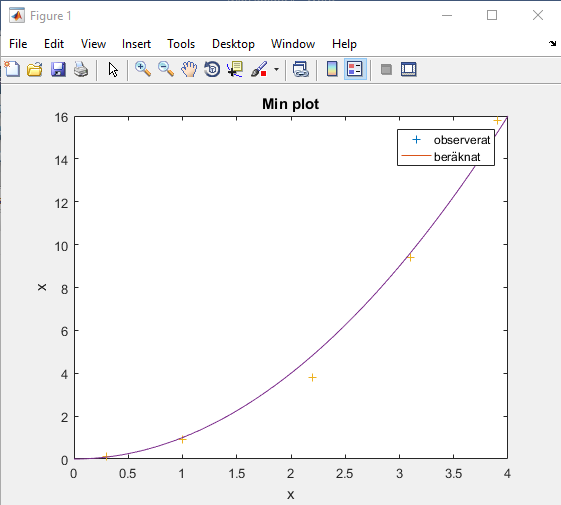 Figure 1
File Edit View Insert Tools Desktop Window Help
Min plot
observerat
beräknat
16
14
12
10
8
6
4
2
0
x
0 0.5 1 1.5 2 2.5 3 3.5 4
x